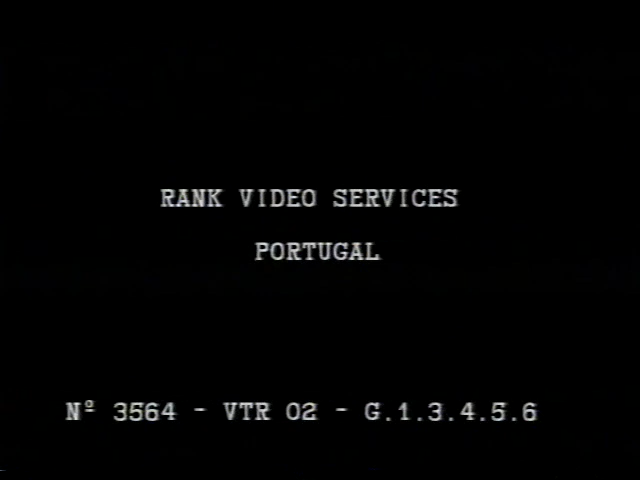 RANK VIDEO SERVICES
PORTUGAL
Nº 3564 - VTR 02 - G.1.3.4.5.6